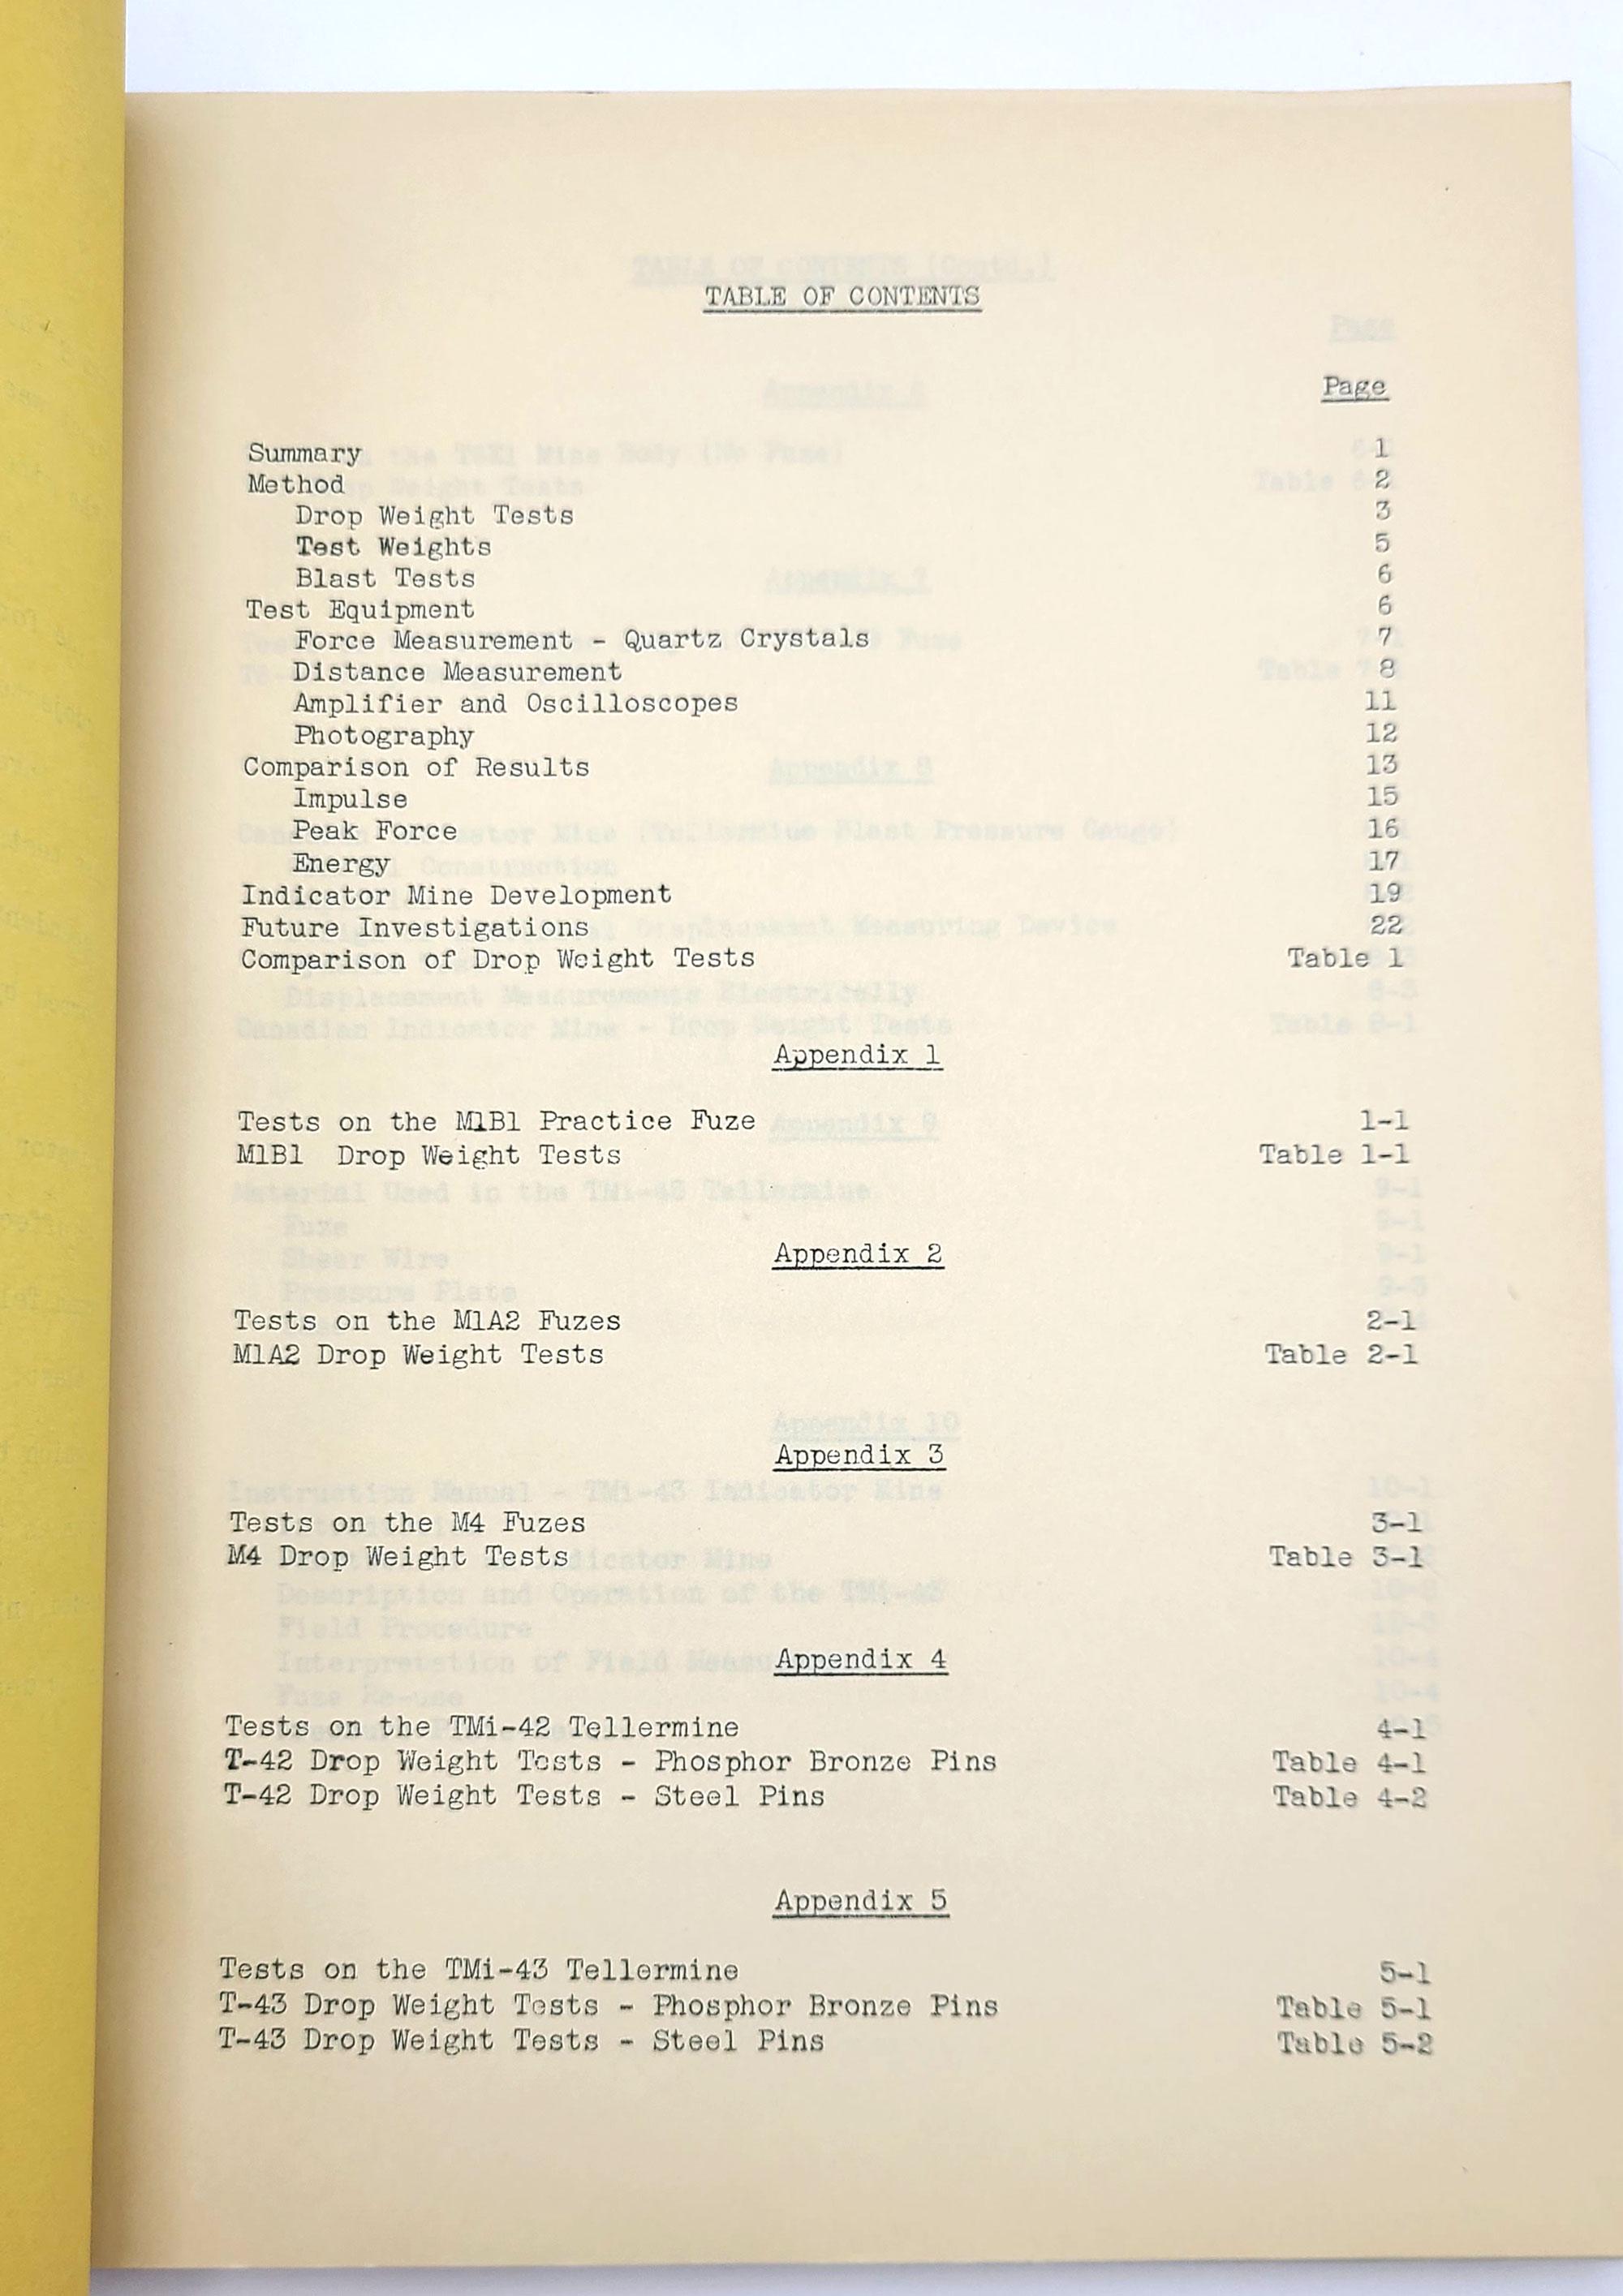 TABLE OF CONTENTS
Page
Summary 1
Method 2
Drop Weight Tests 3
Test Weights 5
Blast Tests 6
Test Equipment 6
Force Measurement - Quartz Crystals 7
Distance Measurement 8
Amplifier and Oscilloscopes 11
Photography 12
Comparison of Results 13
Impulse 15
Peak Force 16
Energy 17
Indicator Mine Development 19
Future Investigations 22
Comparison of Drop Weight Tests Table 1
Appendix 1
Tests on the M1B1 Practice Fuze 1-1
M1B1 Drop Weight Tests Table 1-1
Appendix 2
Tests on the M1A2 Fuzes 2-1
M1A2 Drop Weight Tests Table 2-1
Appendix 3
Tests on the M4 Fuzes 3-1
M4 Drop Weight Tests Table 3-1
Appendix 4
Tests on the TMi-42 Tellermine 4-1
T-42 Drop Weight Tests - Phosphor Bronze Pins Table 4-1
T-42 Drop Weight Tests - Steel Pins Table 4-2
Appendix 5
Tests on the TMi-43 Tellermine 5-1
T-43 Drop Weight Tests - Phosphor Bronze Pins Table 5-1
T-43 Drop Weight Tests - Steel Pins Table 5-2